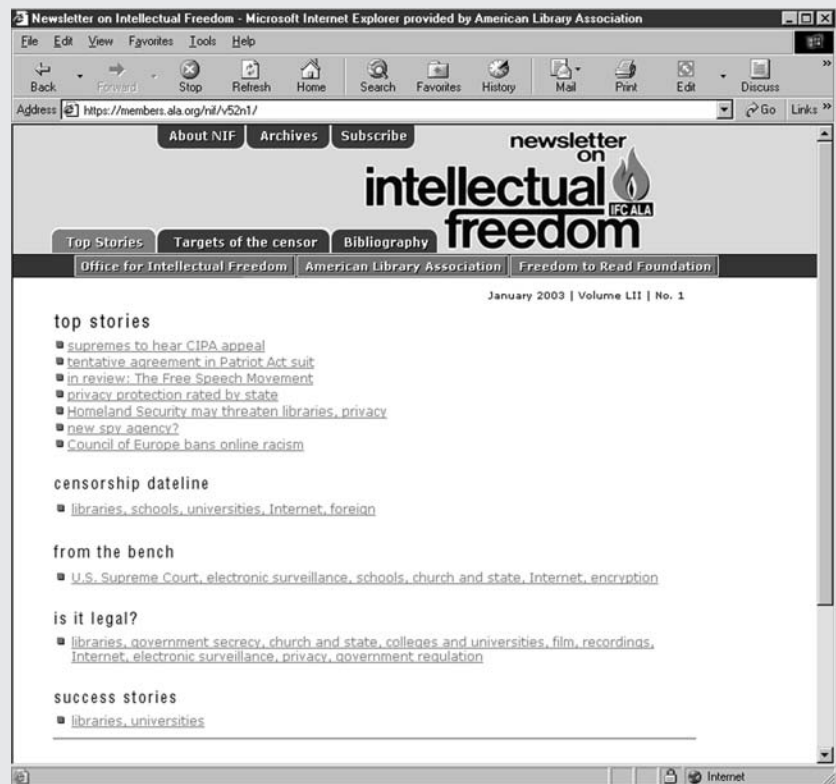 Newsletter on Intellectual Freedom - Microsoft Internet Explorer provided by American Library Association
File Edit View Favorites Tools Help
Back Forward Stop Refresh Home Search Favorites History Mail Print Edit Discuss
Address https://members.ala.org/nif/v52n1/ Go Links
About NIF Archives Subscribe
newsletter
on
intellectual
freedom
IFC ALA
Top Stories Targets of the censor Bibliography
Office for Intellectual Freedom American Library Association Freedom to Read Foundation
January 2003 | Volume LII | No. 1
top stories
supremes to hear CIPA appeal
tentative agreement in Patriot Act suit
in review: The Free Speech Movement
privacy protection rated by state
Homeland Security may threaten libraries, privacy
new spy agency?
Council of Europe bans online racism
censorship dateline
libraries, schools, universities, Internet, foreign
from the bench
U.S. Supreme Court, electronic surveillance, schools, church and state, Internet, encryption
is it legal?
libraries, government secrecy, church and state, colleges and universities, film, recordings,
Internet, electronic surveillance, privacy, government regulation
success stories
libraries, universities
Internet